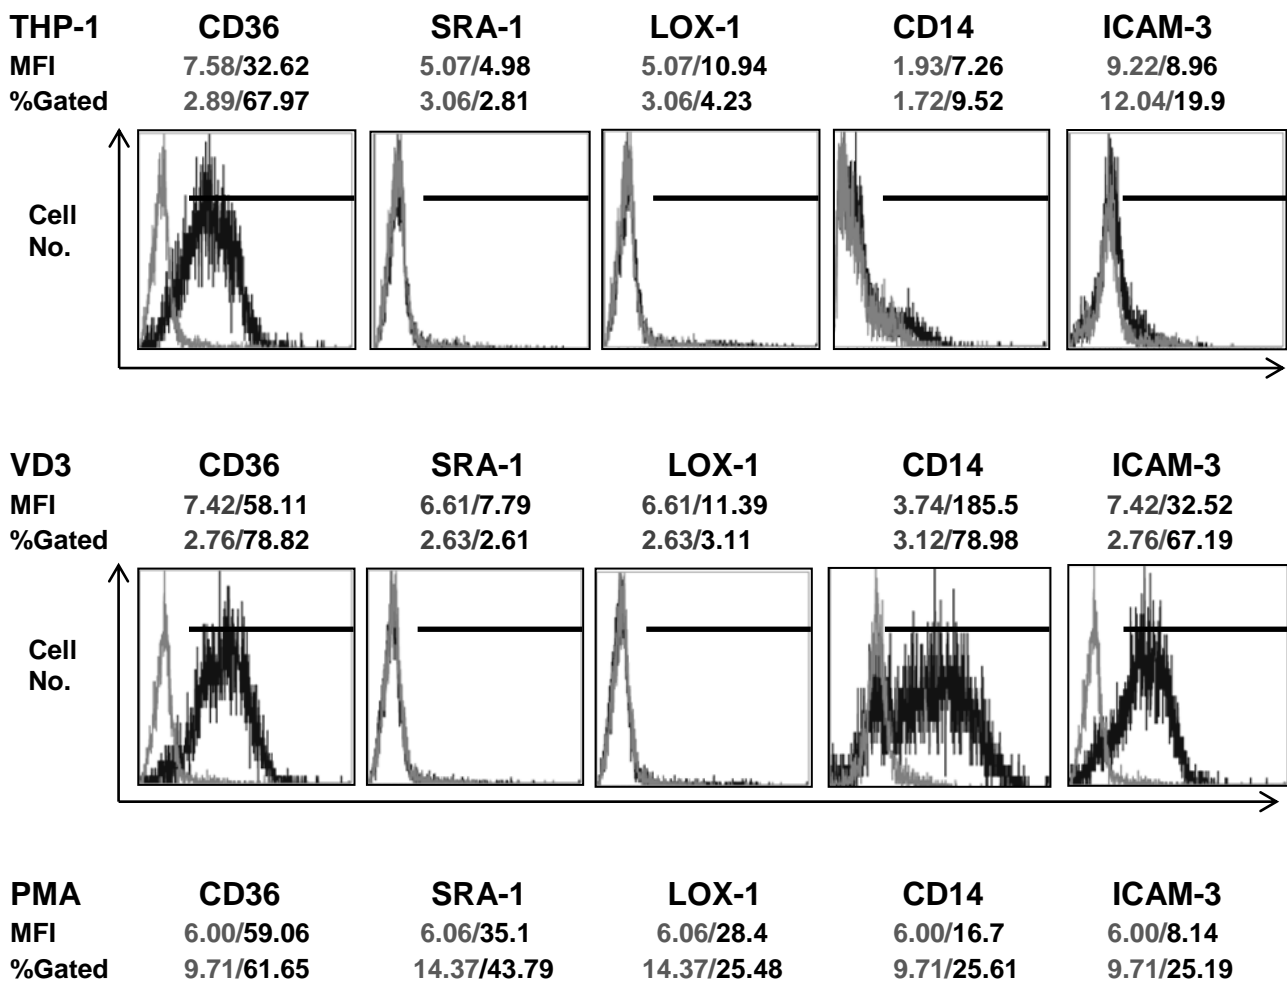 THP-1 CD36 SRA-1 LOX-1 CD14 ICAM-3
MFI 7.58/32.62 5.07/4.98 5.07/10.94 1.93/7.26 9.22/8.96
%Gated 2.89/67.97 3.06/2.81 3.06/4.23 1.72/9.52 12.04/19.9
Cell
No.
VD3 CD36 SRA-1 LOX-1 CD14 ICAM-3
MFI 7.42/58.11 6.61/7.79 6.61/11.39 3.74/185.5 7.42/32.52
%Gated 2.76/78.82 2.63/2.61 2.63/3.11 3.12/78.98 2.76/67.19
Cell
No.
PMA CD36 SRA-1 LOX-1 CD14 ICAM-3
MFI 6.00/59.06 6.06/35.1 6.06/28.4 6.00/16.7 6.00/8.14
%Gated 9.71/61.65 14.37/43.79 14.37/25.48 9.71/25.61 9.71/25.19